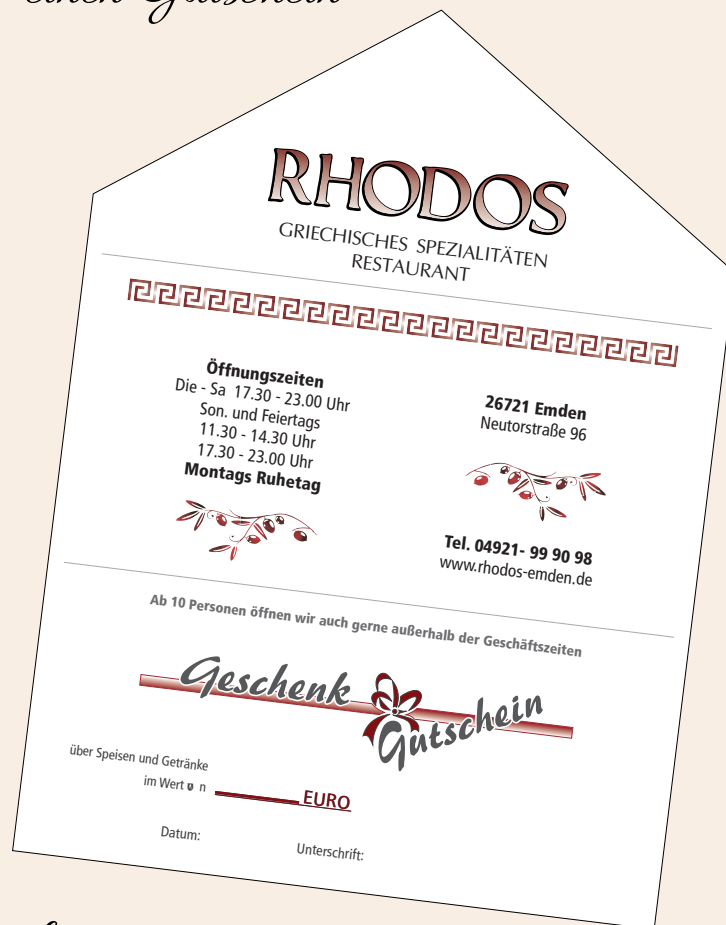 einen Gutschein
RHODOS
GRIECHISCHES SPEZIALITÄTEN
RESTAURANT
Öffnungszeiten
Die - Sa 17.30 - 23.00 Uhr
Son. und Feiertags
11.30 - 14.30 Uhr
17.30 - 23.00 Uhr
Montags Ruhetag
26721 Emden
Neutorstraße 96
Tel. 04921- 99 90 98
www.rhodos-emden.de
Ab 10 Personen öffnen wir auch gerne außerhalb der Geschäftszeiten
Geschenk
Gutschein
über Speisen und Getränke
im Wert
EURO
Datum:
Unterschrift: